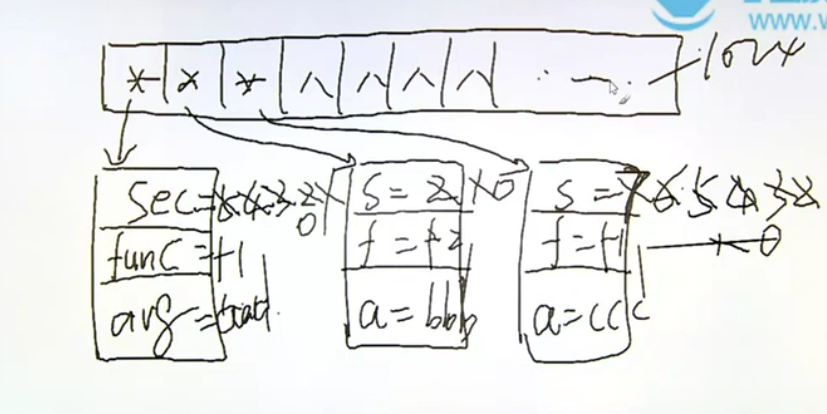 www.
* * * ^ ^ ^ ^ . — . 1024
sec=5 4 3 2 1 0
func=f1
arg=aaa
s=2 1 0
f=f2
a=bbb
s=7 6 5 4 3 2 1 0
f=f1
a=ccc